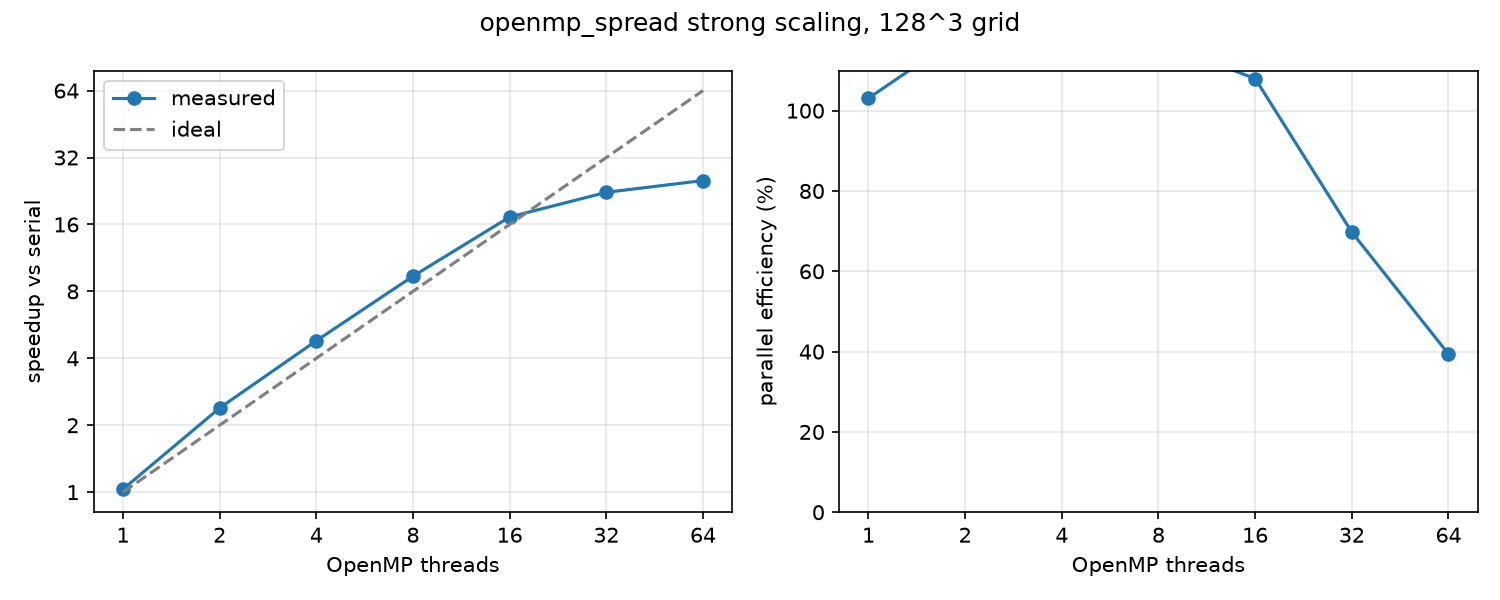 openmp_spread strong scaling, 128^3 grid
speedup vs serial
64
32
16
8
4
2
1
measured
ideal
1 2 4 8 16 32 64
OpenMP threads
parallel efficiency (%)
100
80
60
40
20
0
1 2 4 8 16 32 64
OpenMP threads